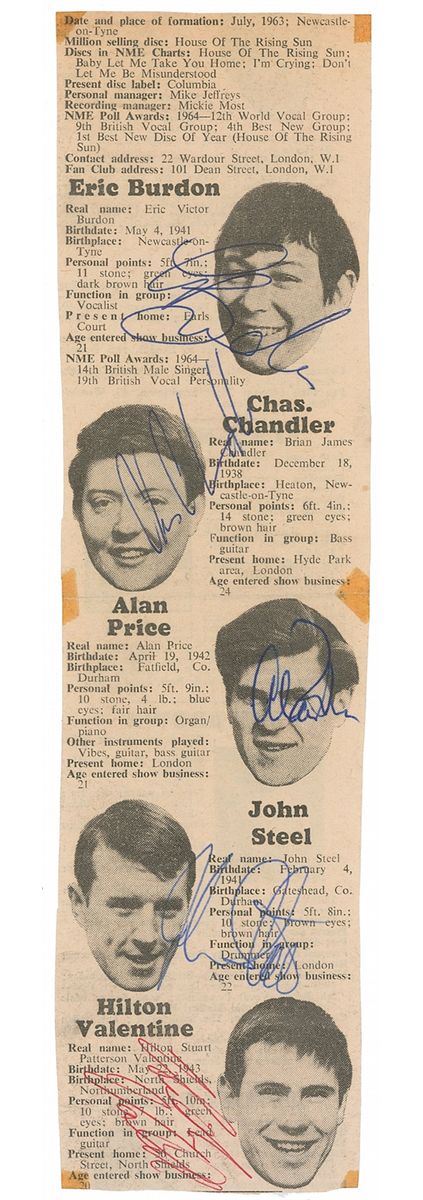 Date and place of formation: July, 1963; Newcastle-
on-Tyne
Million selling disc: House Of The Rising Sun
Discs in NME Charts: House Of The Rising Sun;
Baby Let Me Take You Home; I'm Crying; Don't
Let Me Be Misunderstood
Present disc label: Columbia
Personal manager: Mike Jeffreys
Recording manager: Mickie Most
NME Poll Awards: 1964—12th World Vocal Group;
9th British Vocal Group; 4th Best New Group;
1st Best New Disc Of Year (House Of The Rising
Sun)
Contact address: 22 Wardour Street, London, W.1
Fan Club address: 101 Dean Street, London, W.1
Eric Burdon
Real name: Eric Victor
Burdon
Birthdate: May 4, 1941
Birthplace: Newcastle-on-
Tyne
Personal points: 5ft. 7in.;
11 stone; green eyes;
dark brown hair
Function in group:
Vocalist
Present home: Earls
Court
Age entered show business:
21
NME Poll Awards: 1964—
14th British Male Singer,
19th British Vocal Personality
Chas.
Chandler
Real name: Brian James
Chandler
Birthdate: December 18,
1938
Birthplace: Heaton, New-
castle-on-Tyne
Personal points: 6ft. 4in.;
14 stone; green eyes;
brown hair
Function in group: Bass
guitar
Present home: Hyde Park
area, London
Age entered show business:
24
Alan
Price
Real name: Alan Price
Birthdate: April 19, 1942
Birthplace: Fatfield, Co.
Durham
Personal points: 5ft. 9in.;
10 stone, 4 lb.; blue
eyes; fair hair
Function in group: Organ/
piano
Other instruments played:
Vibes, guitar, bass guitar
Present home: London
Age entered show business:
21
John
Steel
Real name: John Steel
Birthdate: February 4,
1941
Birthplace: Gateshead, Co.
Durham
Personal points: 5ft. 8in.;
10 stone; brown eyes;
brown hair
Function in group:
Drummer
Present home: London
Age entered show business:
22
Hilton
Valentine
Real name: Hilton Stuart
Patterson Valentine
Birthdate: May 22, 1943
Birthplace: North Shields,
Northumberland
Personal points: 10in.;
10 stone, lb.; green
eyes; brown hair
Function in group: Lead
guitar
Present home: Church
Street, North Shields
Age entered show business:
20